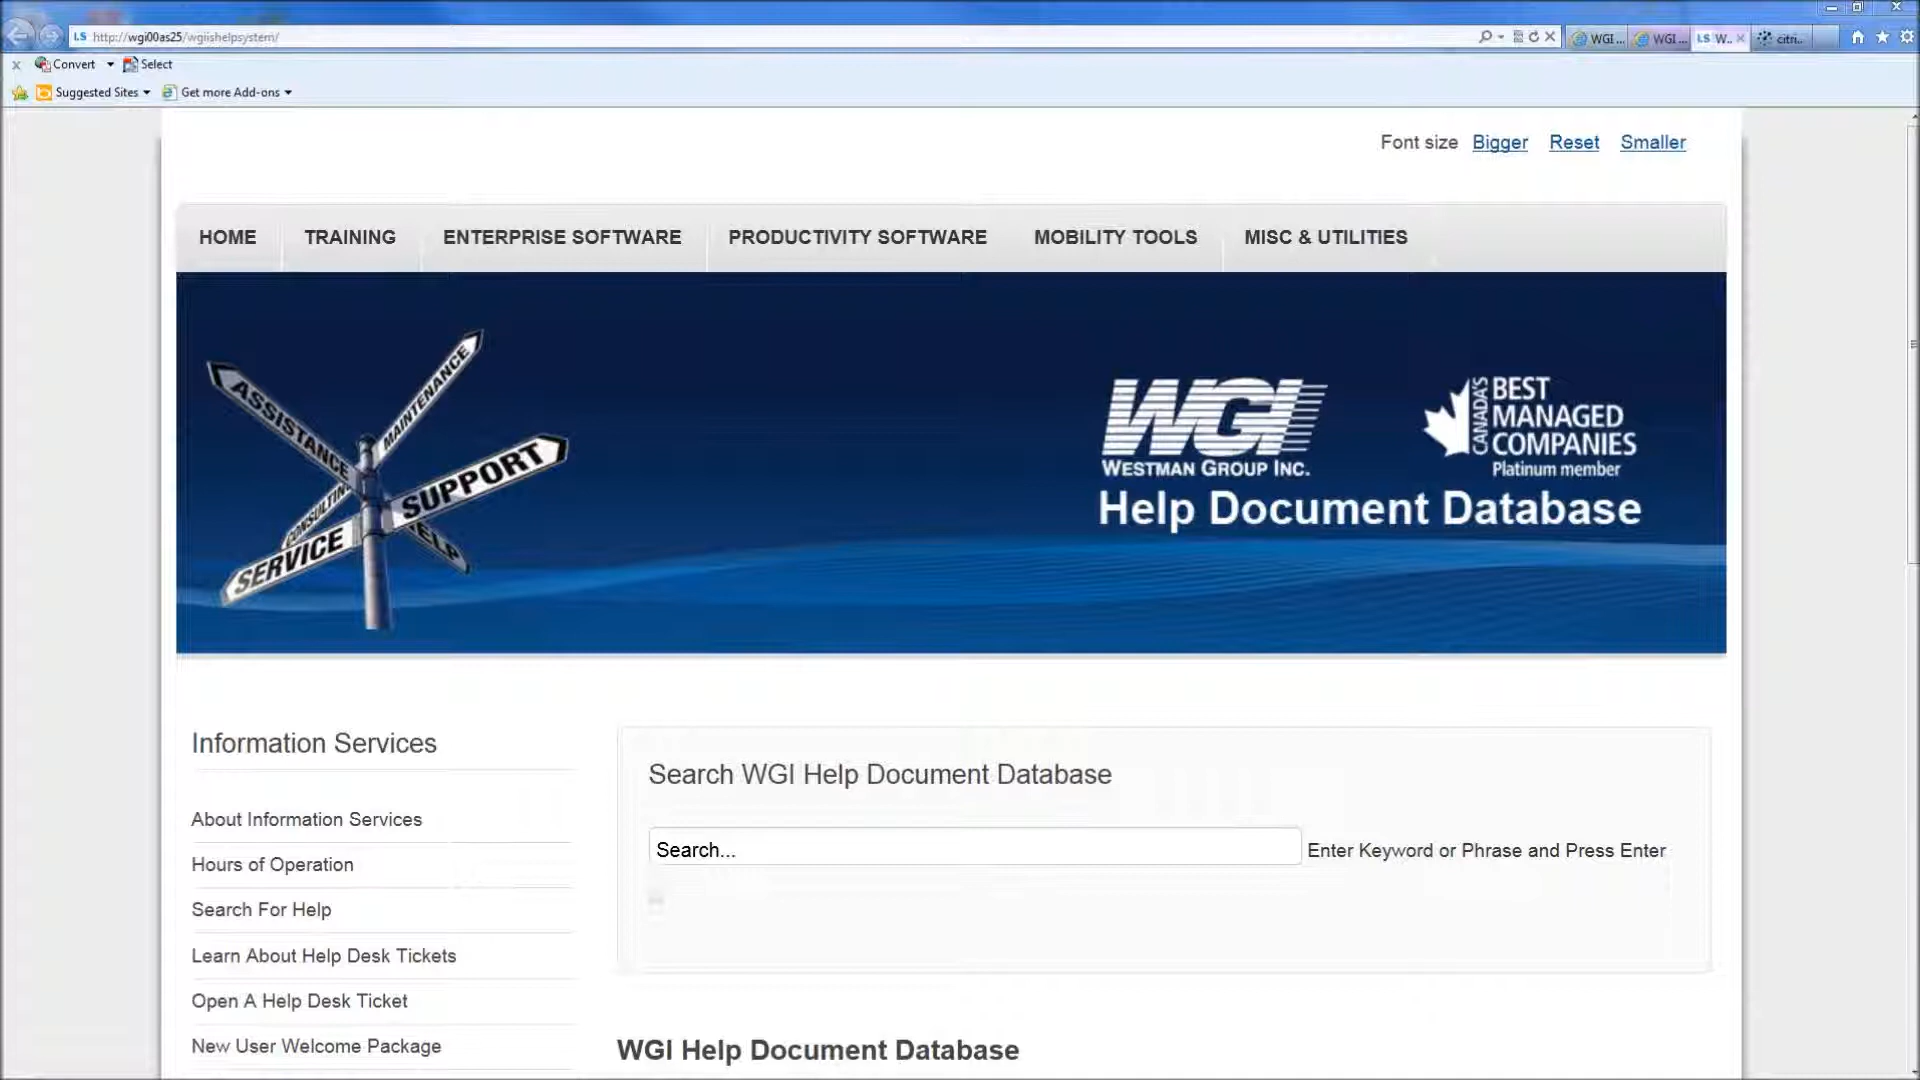 LS http://wgi00as25/wgiishelpsystem/
WGI ...
WGI ...
LS W...
citri...
x Convert Select
Suggested Sites Get more Add-ons
Font size Bigger Reset Smaller
HOME TRAINING ENTERPRISE SOFTWARE PRODUCTIVITY SOFTWARE MOBILITY TOOLS MISC & UTILITIES
ASSISTANCE
MAINTENANCE
SUPPORT
CONSULTING
SERVICE
HELP
WGI
WESTMAN GROUP INC.
CANADA'S
BEST
MANAGED
COMPANIES
Platinum member
Help Document Database
Information Services
About Information Services
Hours of Operation
Search For Help
Learn About Help Desk Tickets
Open A Help Desk Ticket
New User Welcome Package
Search WGI Help Document Database
Search... Enter Keyword or Phrase and Press Enter
WGI Help Document Database